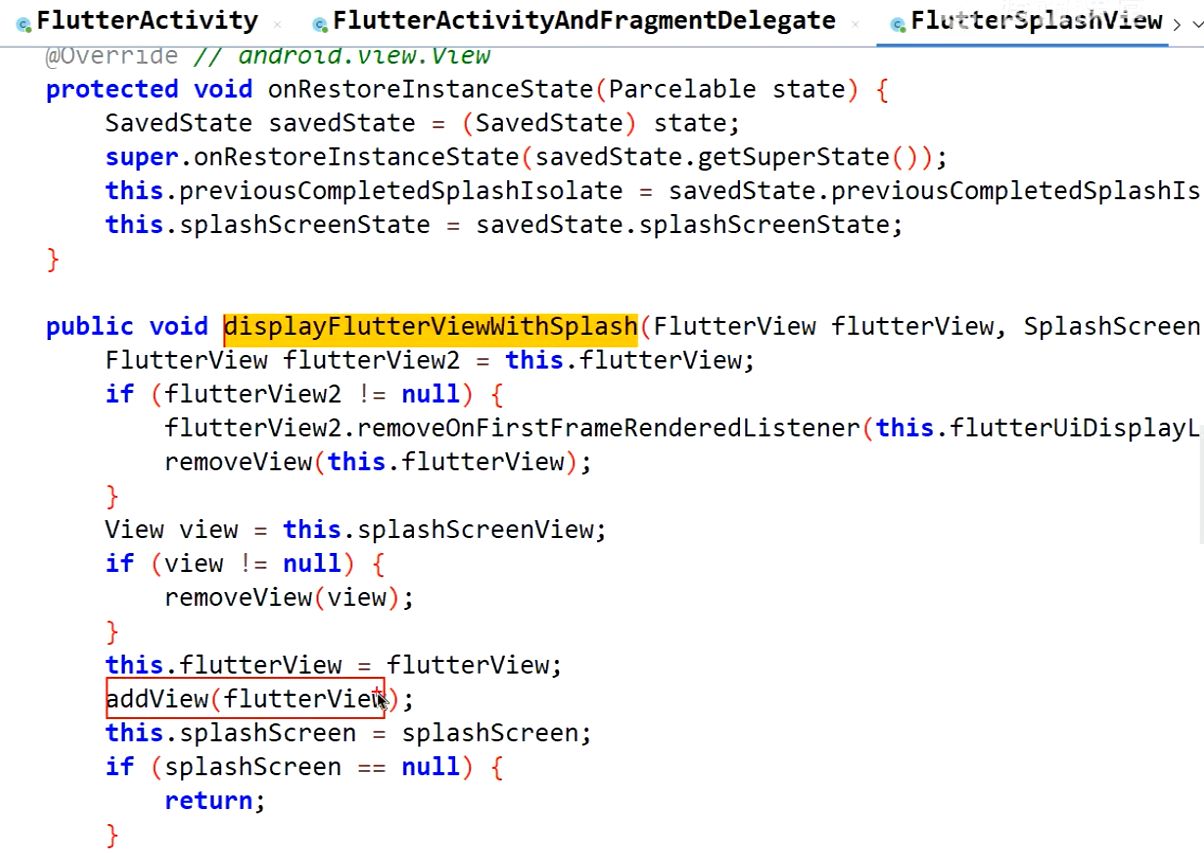 FlutterActivity FlutterActivityAndFragmentDelegate FlutterSplashView
@Override // android.view.View
protected void onRestoreInstanceState(Parcelable state) {
SavedState savedState = (SavedState) state;
super.onRestoreInstanceState(savedState.getSuperState());
this.previousCompletedSplashIsolate = savedState.previousCompletedSplashIs
this.splashScreenState = savedState.splashScreenState;
}
public void displayFlutterViewWithSplash(FlutterView flutterView, SplashScreen
FlutterView flutterView2 = this.flutterView;
if (flutterView2 != null) {
flutterView2.removeOnFirstFrameRenderedListener(this.flutterUiDisplayL
removeView(this.flutterView);
}
View view = this.splashScreenView;
if (view != null) {
removeView(view);
}
this.flutterView = flutterView;
addView(flutterView);
this.splashScreen = splashScreen;
if (splashScreen == null) {
return;
}